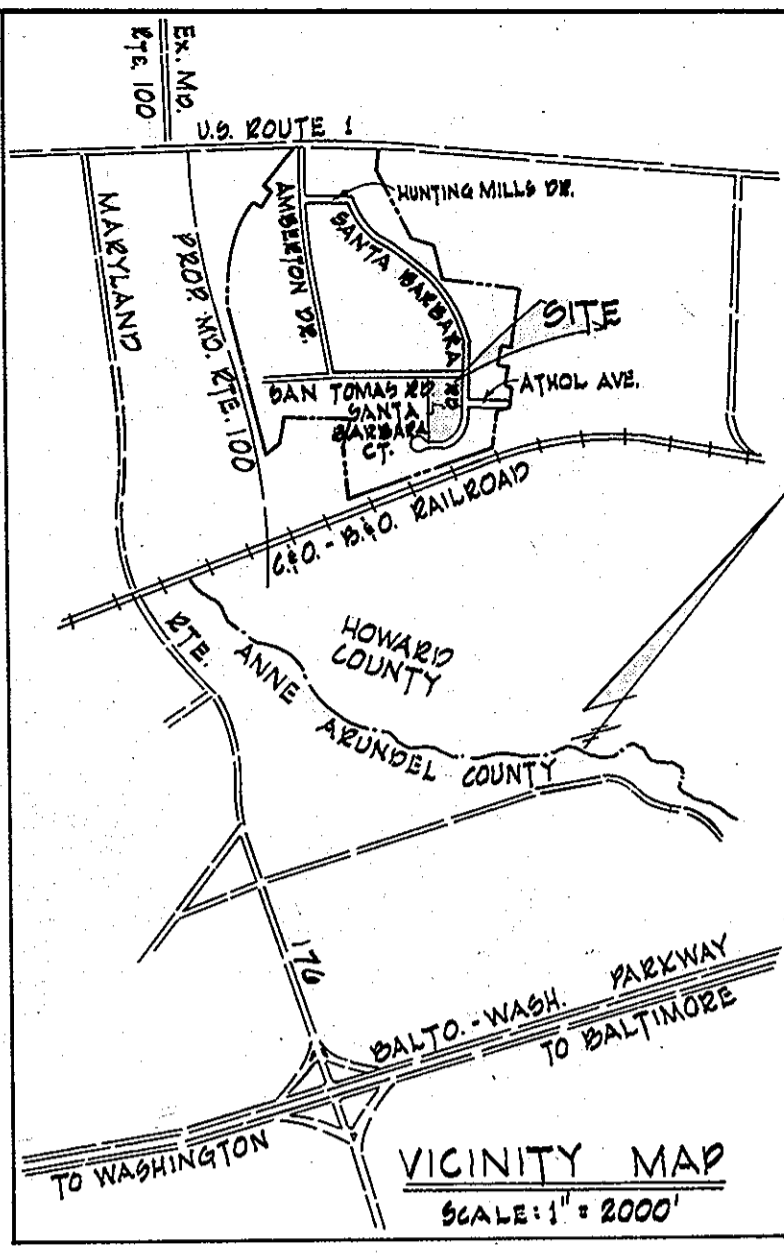 Ex. MD.
RTE. 100
U.S. ROUTE 1
HUNTING MILLS DR.
MARYLAND
PROP. MD. RTE. 100
AMBERTON DR.
SANTA BARBARA RD
SITE
SAN TOMAS RD
ATHOL AVE.
SANTA
BARBARA
CT.
C.&O. - B.&O. RAILROAD
HOWARD
COUNTY
RTE.
ANNE ARUNDEL COUNTY
176
BALTO. - WASH. PARKWAY
TO BALTIMORE
TO WASHINGTON
VICINITY MAP
SCALE: 1" = 2000'